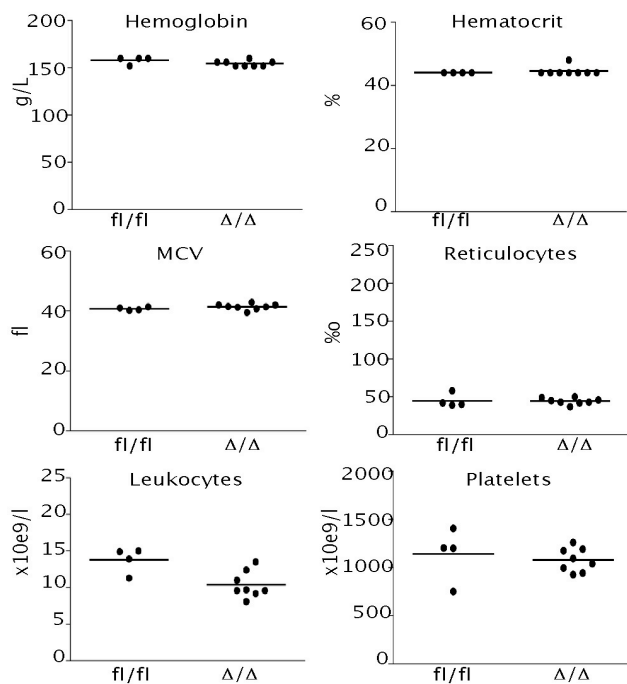 Hemoglobin
g/L
200
150
100
50
0
fl/fl
Δ/Δ
Hematocrit
%
60
40
20
0
fl/fl
Δ/Δ
MCV
fl
60
40
20
0
fl/fl
Δ/Δ
Reticulocytes
‰
250
200
150
100
50
0
fl/fl
Δ/Δ
Leukocytes
x10e9/l
25
20
15
10
5
0
fl/fl
Δ/Δ
Platelets
x10e9/l
2000
1500
1000
500
0
fl/fl
Δ/Δ